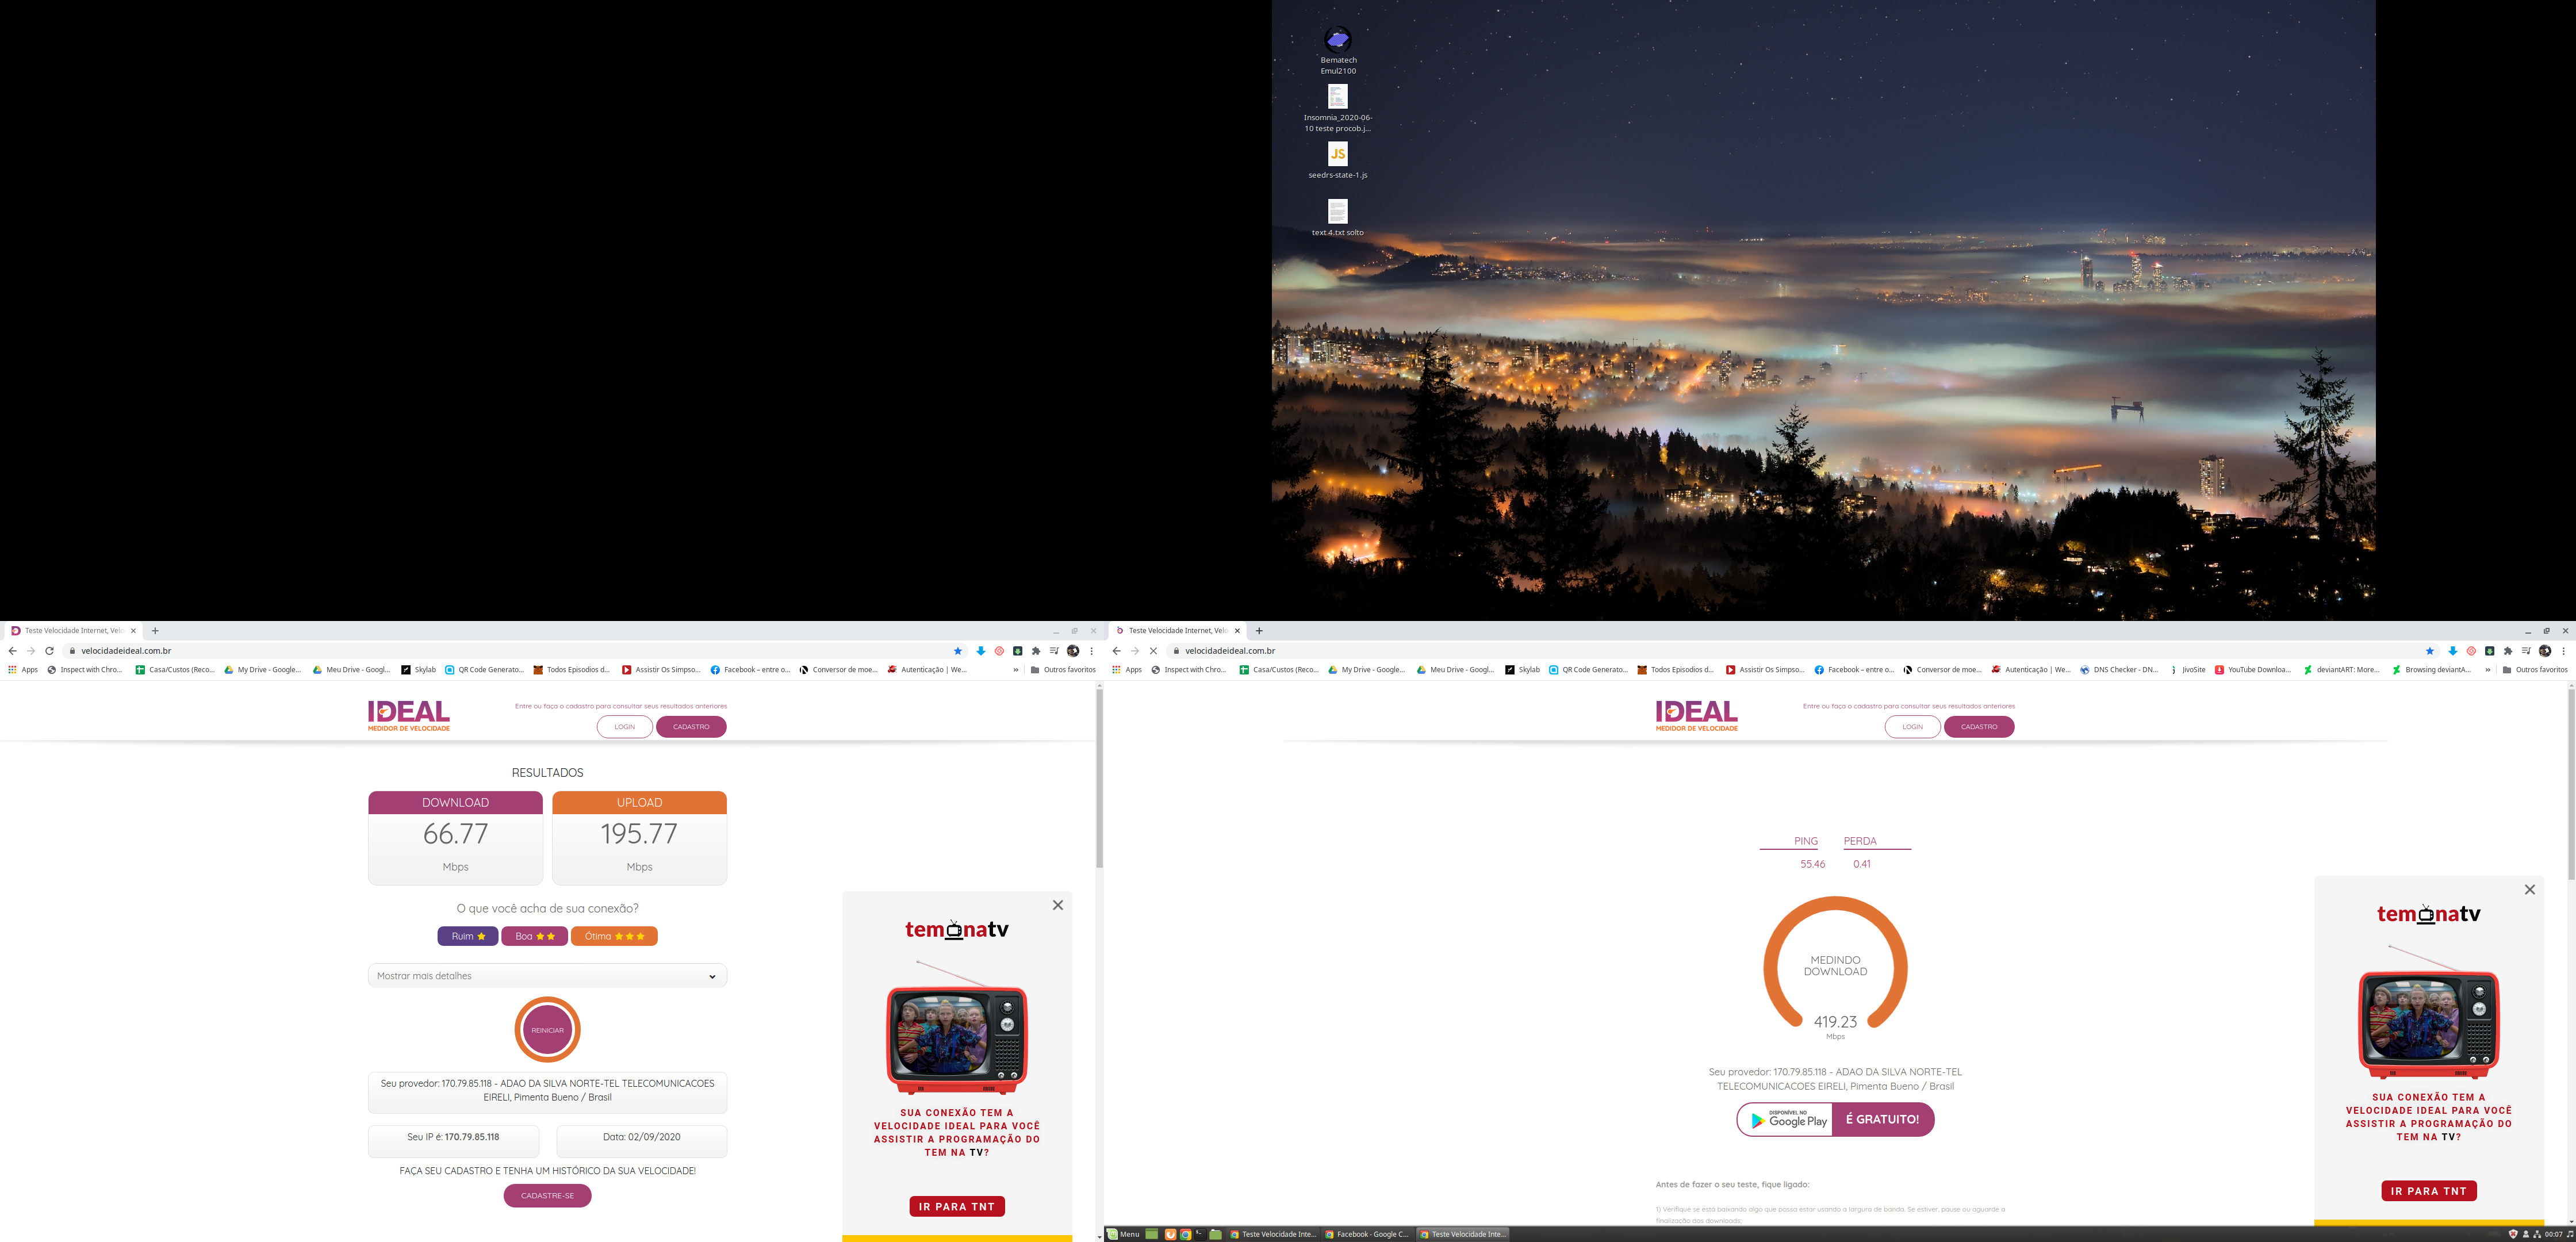 Bematech
Emul2100
Insomnia_2020-06-
10 teste procob.j...
JS
seedrs-state-1.js
text.4.txt solto
Teste Velocidade Internet, Velo
velocidadeideal.com.br
Apps
Inspect with Chro...
Casa/Custos (Reco...
My Drive - Google...
Meu Drive - Googl...
Skylab
QR Code Generato...
Todos Episodios d...
Assistir Os Simpso...
Facebook – entre o...
Conversor de moe...
Autenticação | We...
»
Outros favoritos
IDEAL
MEDIDOR DE VELOCIDADE
Entre ou faça o cadastro para consultar seus resultados anteriores
LOGIN
CADASTRO
RESULTADOS
DOWNLOAD
66.77
Mbps
UPLOAD
195.77
Mbps
O que você acha de sua conexão?
Ruim
Boa
Ótima
Mostrar mais detalhes
REINICIAR
Seu provedor: 170.79.85.118 - ADAO DA SILVA NORTE-TEL TELECOMUNICACOES
EIRELI, Pimenta Bueno / Brasil
Seu IP é: 170.79.85.118
Data: 02/09/2020
FAÇA SEU CADASTRO E TENHA UM HISTÓRICO DA SUA VELOCIDADE!
CADASTRE-SE
temnatv
SUA CONEXÃO TEM A
VELOCIDADE IDEAL PARA VOCÊ
ASSISTIR A PROGRAMAÇÃO DO
TEM NA TV?
IR PARA TNT
Teste Velocidade Internet, Velo
velocidadeideal.com.br
Apps
Inspect with Chro...
Casa/Custos (Reco...
My Drive - Google...
Meu Drive - Googl...
Skylab
QR Code Generato...
Todos Episodios d...
Assistir Os Simpso...
Facebook – entre o...
Conversor de moe...
Autenticação | We...
DNS Checker - DN...
JivoSite
YouTube Downloa...
deviantART: More...
Browsing deviantA...
»
Outros favoritos
IDEAL
MEDIDOR DE VELOCIDADE
Entre ou faça o cadastro para consultar seus resultados anteriores
LOGIN
CADASTRO
PING
PERDA
55.46
0.41
MEDINDO
DOWNLOAD
419.23
Mbps
Seu provedor: 170.79.85.118 - ADAO DA SILVA NORTE-TEL
TELECOMUNICACOES EIRELI, Pimenta Bueno / Brasil
DISPONÍVEL NO
Google Play
É GRATUITO!
Antes de fazer o seu teste, fique ligado:
1) Verifique se está baixando algo que possa estar usando a largura de banda. Se estiver, pause ou aguarde a
finalização dos downloads;
temnatv
SUA CONEXÃO TEM A
VELOCIDADE IDEAL PARA VOCÊ
ASSISTIR A PROGRAMAÇÃO DO
TEM NA TV?
IR PARA TNT
Menu
Teste Velocidade Inte...
Facebook - Google C...
Teste Velocidade Inte...
00:07